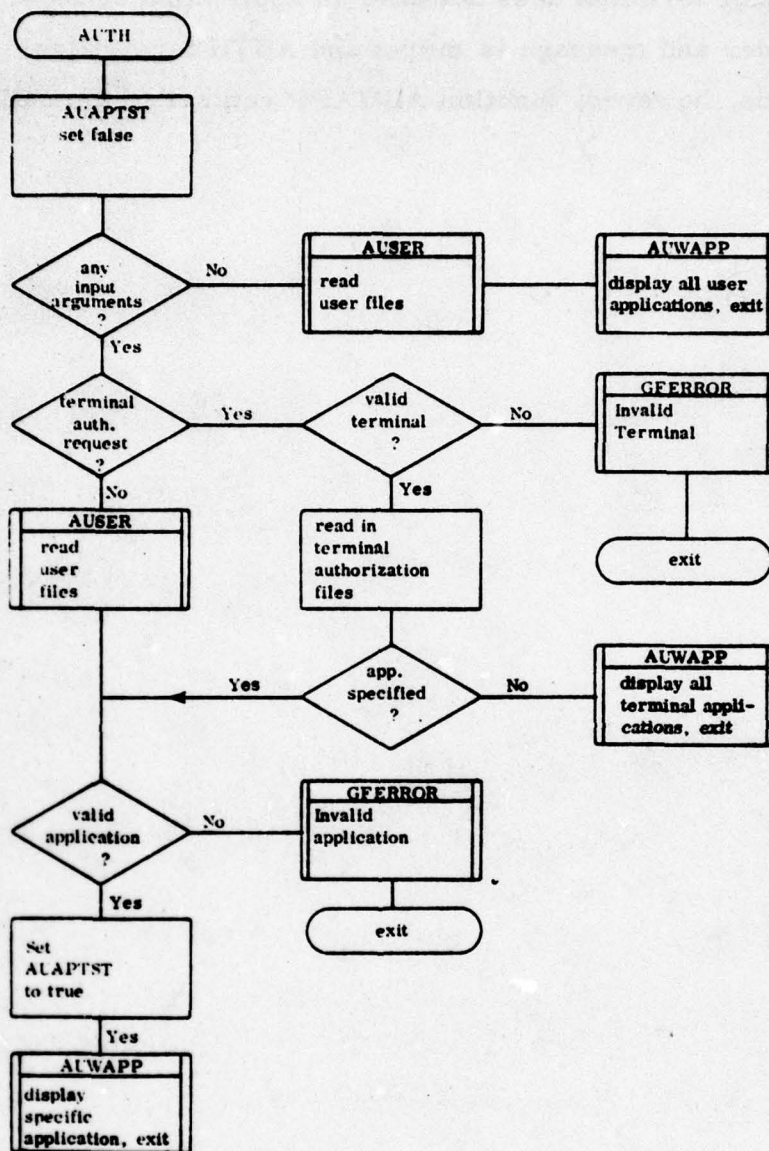 AUTH
AUAPTST
set false
any
input
arguments
?
No
AUSER
read
user files
AUWAPP
display all user
applications, exit
Yes
terminal
auth.
request
?
Yes
valid
terminal
?
No
GFERROR
Invalid
Terminal
exit
No
AUSER
read
user
files
Yes
read in
terminal
authorization
files
app.
specified
?
Yes
No
AUWAPP
display all
terminal appli-
cations, exit
valid
application
?
No
GFERROR
Invalid
application
exit
Yes
Set
AUAPTST
to true
Yes
AUWAPP
display
specific
application, exit